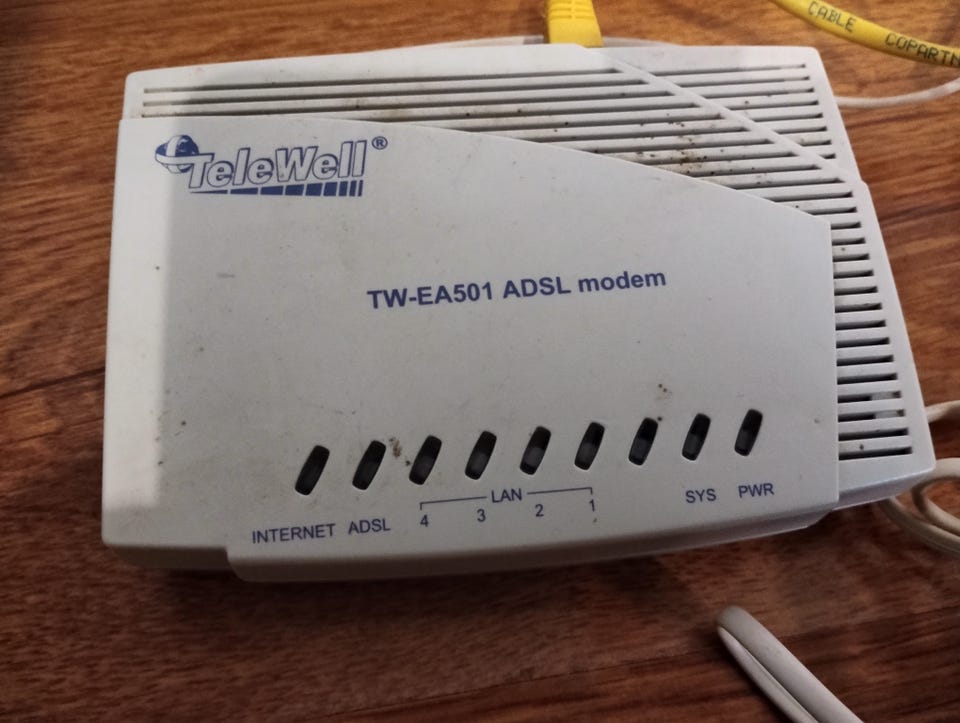 CABLE COPARTN
TeleWell®
TW-EA501 ADSL modem
LAN
INTERNET ADSL 4 3 2 1 SYS PWR